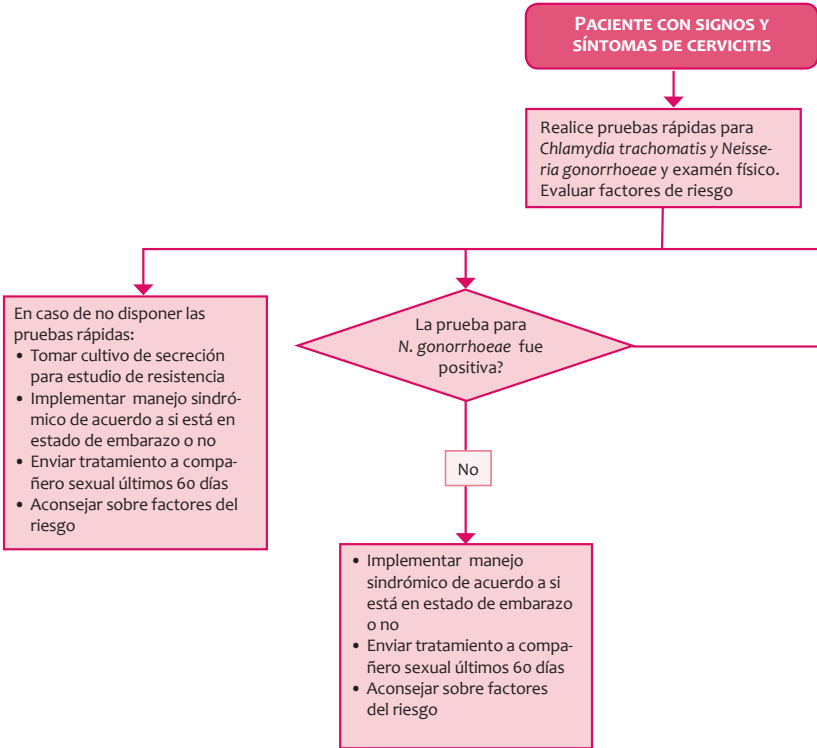 PACIENTE CON SIGNOS Y
SÍNTOMAS DE CERVICITIS
Realice pruebas rápidas para
Chlamydia trachomatis y Neisse-
ria gonorrhoeae y examén físico.
Evaluar factores de riesgo
En caso de no disponer las
pruebas rápidas:
• Tomar cultivo de secreción
para estudio de resistencia
• Implementar manejo sindró-
mico de acuerdo a si está en
estado de embarazo o no
• Enviar tratamiento a compa-
ñero sexual últimos 60 días
• Aconsejar sobre factores del
riesgo
La prueba para
N. gonorrhoeae fue
positiva?
No
• Implementar manejo
sindrómico de acuerdo a si
está en estado de embarazo
o no
• Enviar tratamiento a compa-
ñero sexual últimos 60 días
• Aconsejar sobre factores
del riesgo